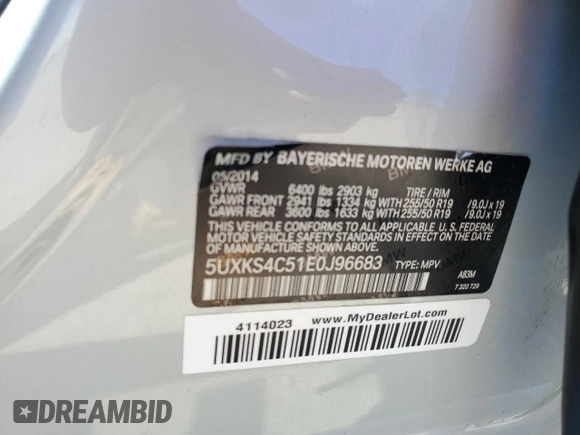 MFD BY BAYERISCHE MOTOREN WERKE AG
05/2014
GVWR 6400 lbs 2903 kg TIRE / RIM
GAWR FRONT 2941 lbs 1334 kg WITH 255/50 R19 /9.0J x 19
GAWR REAR 3600 lbs 1633 kg WITH 255/50 R19 /9.0J x 19
THIS VEHICLE CONFORMS TO ALL APPLICABLE U.S. FEDERAL
MOTOR VEHICLE SAFETY STANDARDS IN EFFECT ON THE
DATE OF MANUFACTURE SHOWN ABOVE.
5UXKS4C51E0J96683 TYPE: MPV
A83M
7 320 729
4114023 www.MyDealerLot.com
DREAMBID